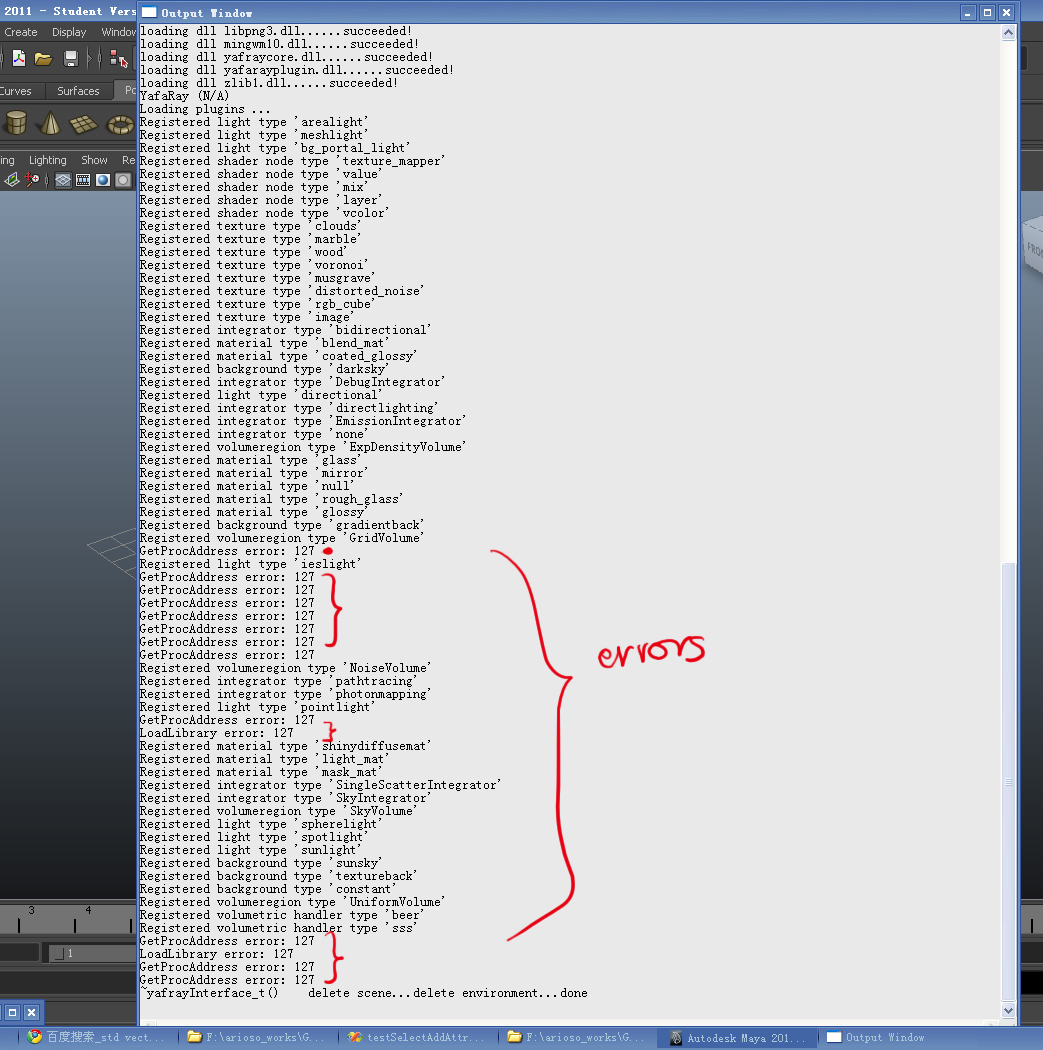 2011 - Student Vers
Output Window
Create Display Window
Curves Surfaces Po
ing Lighting Show Re
loading dll libpng3.dll......succeeded!
loading dll mingwm10.dll......succeeded!
loading dll yafraycore.dll......succeeded!
loading dll yafarayplugin.dll......succeeded!
loading dll zlib1.dll......succeeded!
YafaRay (N/A)
Loading plugins ...
Registered light type 'arealight'
Registered light type 'meshlight'
Registered light type 'bg_portal_light'
Registered shader node type 'texture_mapper'
Registered shader node type 'value'
Registered shader node type 'mix'
Registered shader node type 'layer'
Registered shader node type 'vcolor'
Registered texture type 'clouds'
Registered texture type 'marble'
Registered texture type 'wood'
Registered texture type 'voronoi'
Registered texture type 'musgrave'
Registered texture type 'distorted_noise'
Registered texture type 'rgb_cube'
Registered texture type 'image'
Registered integrator type 'bidirectional'
Registered material type 'blend_mat'
Registered material type 'coated_glossy'
Registered background type 'darksky'
Registered integrator type 'DebugIntegrator'
Registered light type 'directional'
Registered integrator type 'directlighting'
Registered integrator type 'EmissionIntegrator'
Registered integrator type 'none'
Registered volumeregion type 'ExpDensityVolume'
Registered material type 'glass'
Registered material type 'mirror'
Registered material type 'null'
Registered material type 'rough_glass'
Registered material type 'glossy'
Registered background type 'gradientback'
Registered volumeregion type 'GridVolume'
GetProcAddress error: 127
Registered light type 'ieslight'
GetProcAddress error: 127
GetProcAddress error: 127
GetProcAddress error: 127
GetProcAddress error: 127
GetProcAddress error: 127
GetProcAddress error: 127
GetProcAddress error: 127
errors
Registered volumeregion type 'NoiseVolume'
Registered integrator type 'pathtracing'
Registered integrator type 'photonmapping'
Registered light type 'pointlight'
GetProcAddress error: 127
LoadLibrary error: 127
Registered material type 'shinydiffusemat'
Registered material type 'light_mat'
Registered material type 'mask_mat'
Registered integrator type 'SingleScatterIntegrator'
Registered integrator type 'SkyIntegrator'
Registered volumeregion type 'SkyVolume'
Registered light type 'spherelight'
Registered light type 'spotlight'
Registered light type 'sunlight'
Registered background type 'sunsky'
Registered background type 'textureback'
Registered background type 'constant'
Registered volumeregion type 'UniformVolume'
Registered volumetric handler type 'beer'
Registered volumetric handler type 'sss'
GetProcAddress error: 127
LoadLibrary error: 127
GetProcAddress error: 127
GetProcAddress error: 127
~yafrayInterface_t() delete scene...delete environment...done
3 4
1
百度搜索_std vect... F:\arioso_works\G... testSelectAddAttr... F:\arioso_works\G... Autodesk Maya 201... Output Window